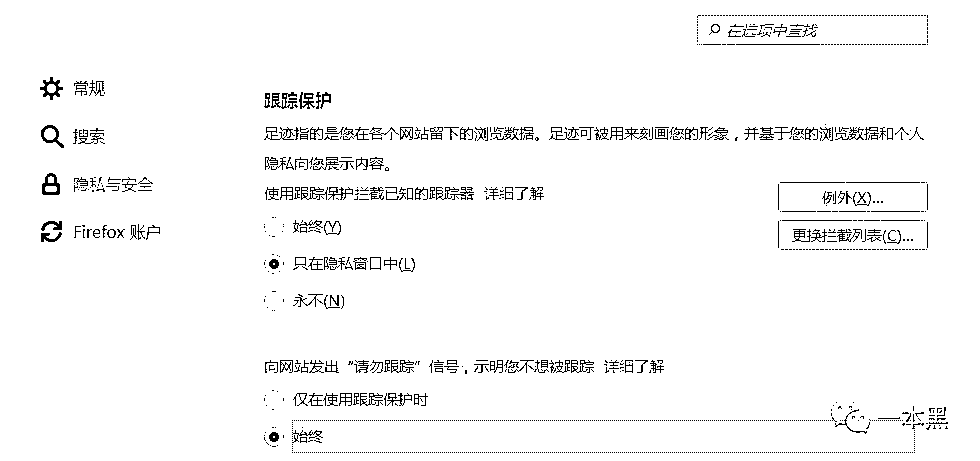 在选项中查找
常规
搜索
隐私与安全
Firefox 账户
跟踪保护
足迹指的是您在各个网站留下的浏览数据。足迹可被用来刻画您的形象，并基于您的浏览数据和个人
隐私向您展示内容。
使用跟踪保护拦截已知的跟踪器 详细了解
例外(X)...
始终(Y)
更换拦截列表(C)...
只在隐私窗口中(L)
永不(N)
向网站发出“请勿跟踪”信号，示明您不想被跟踪 详细了解
仅在使用跟踪保护时
始终
一本黑